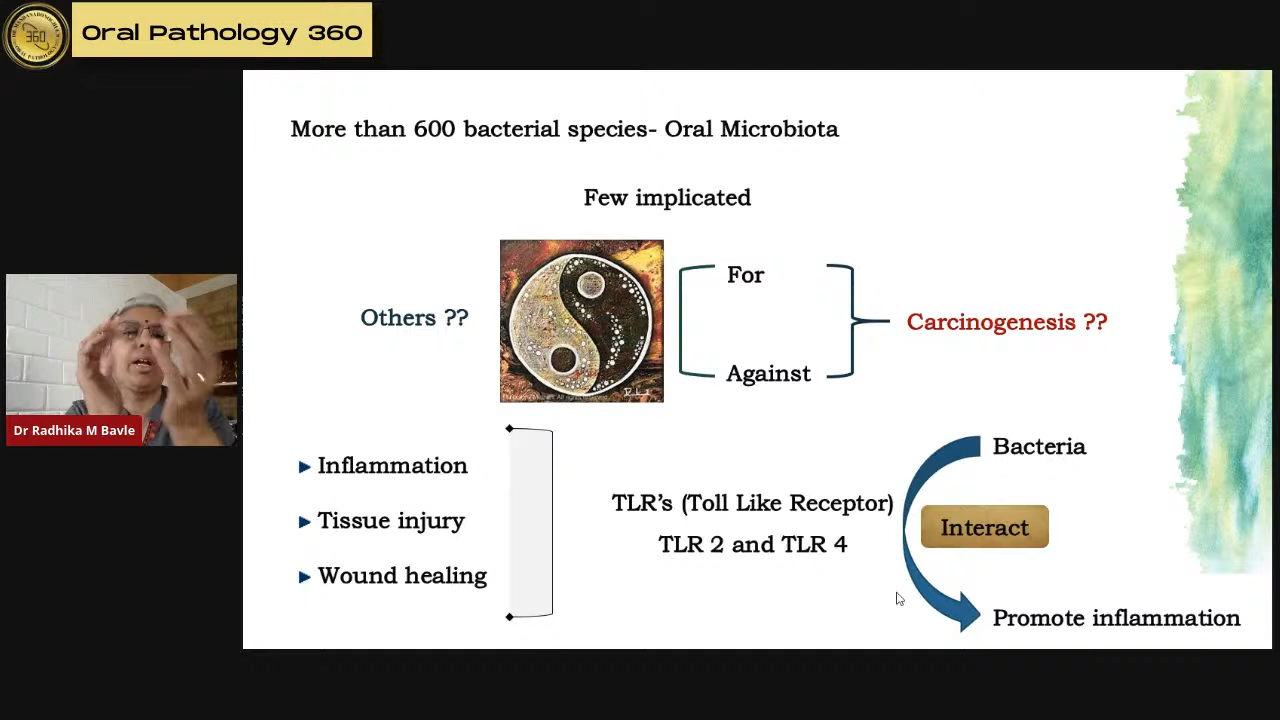 360
Oral Pathology 360
More than 600 bacterial species- Oral Microbiota
Few implicated
Others ??
For
Against
Carcinogenesis ??
Dr Radhika M Bavle
Inflammation
Tissue injury
Wound healing
TLR's (Toll Like Receptor)
TLR 2 and TLR 4
Bacteria
Interact
Promote inflammation